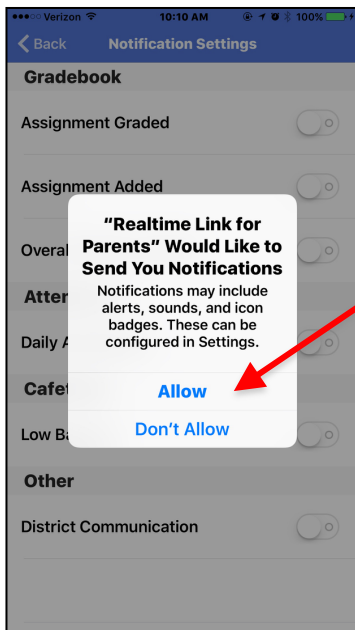 Verizon 10:10 AM 100%
Back Notification Settings
Gradebook
Assignment Graded
Assignment Added
"Realtime Link for
Parents" Would Like to
Send You Notifications
Notifications may include
alerts, sounds, and icon
badges. These can be
configured in Settings.
Allow
Don't Allow
Overal
Atten
Daily A
Cafet
Low Ba
Other
District Communication